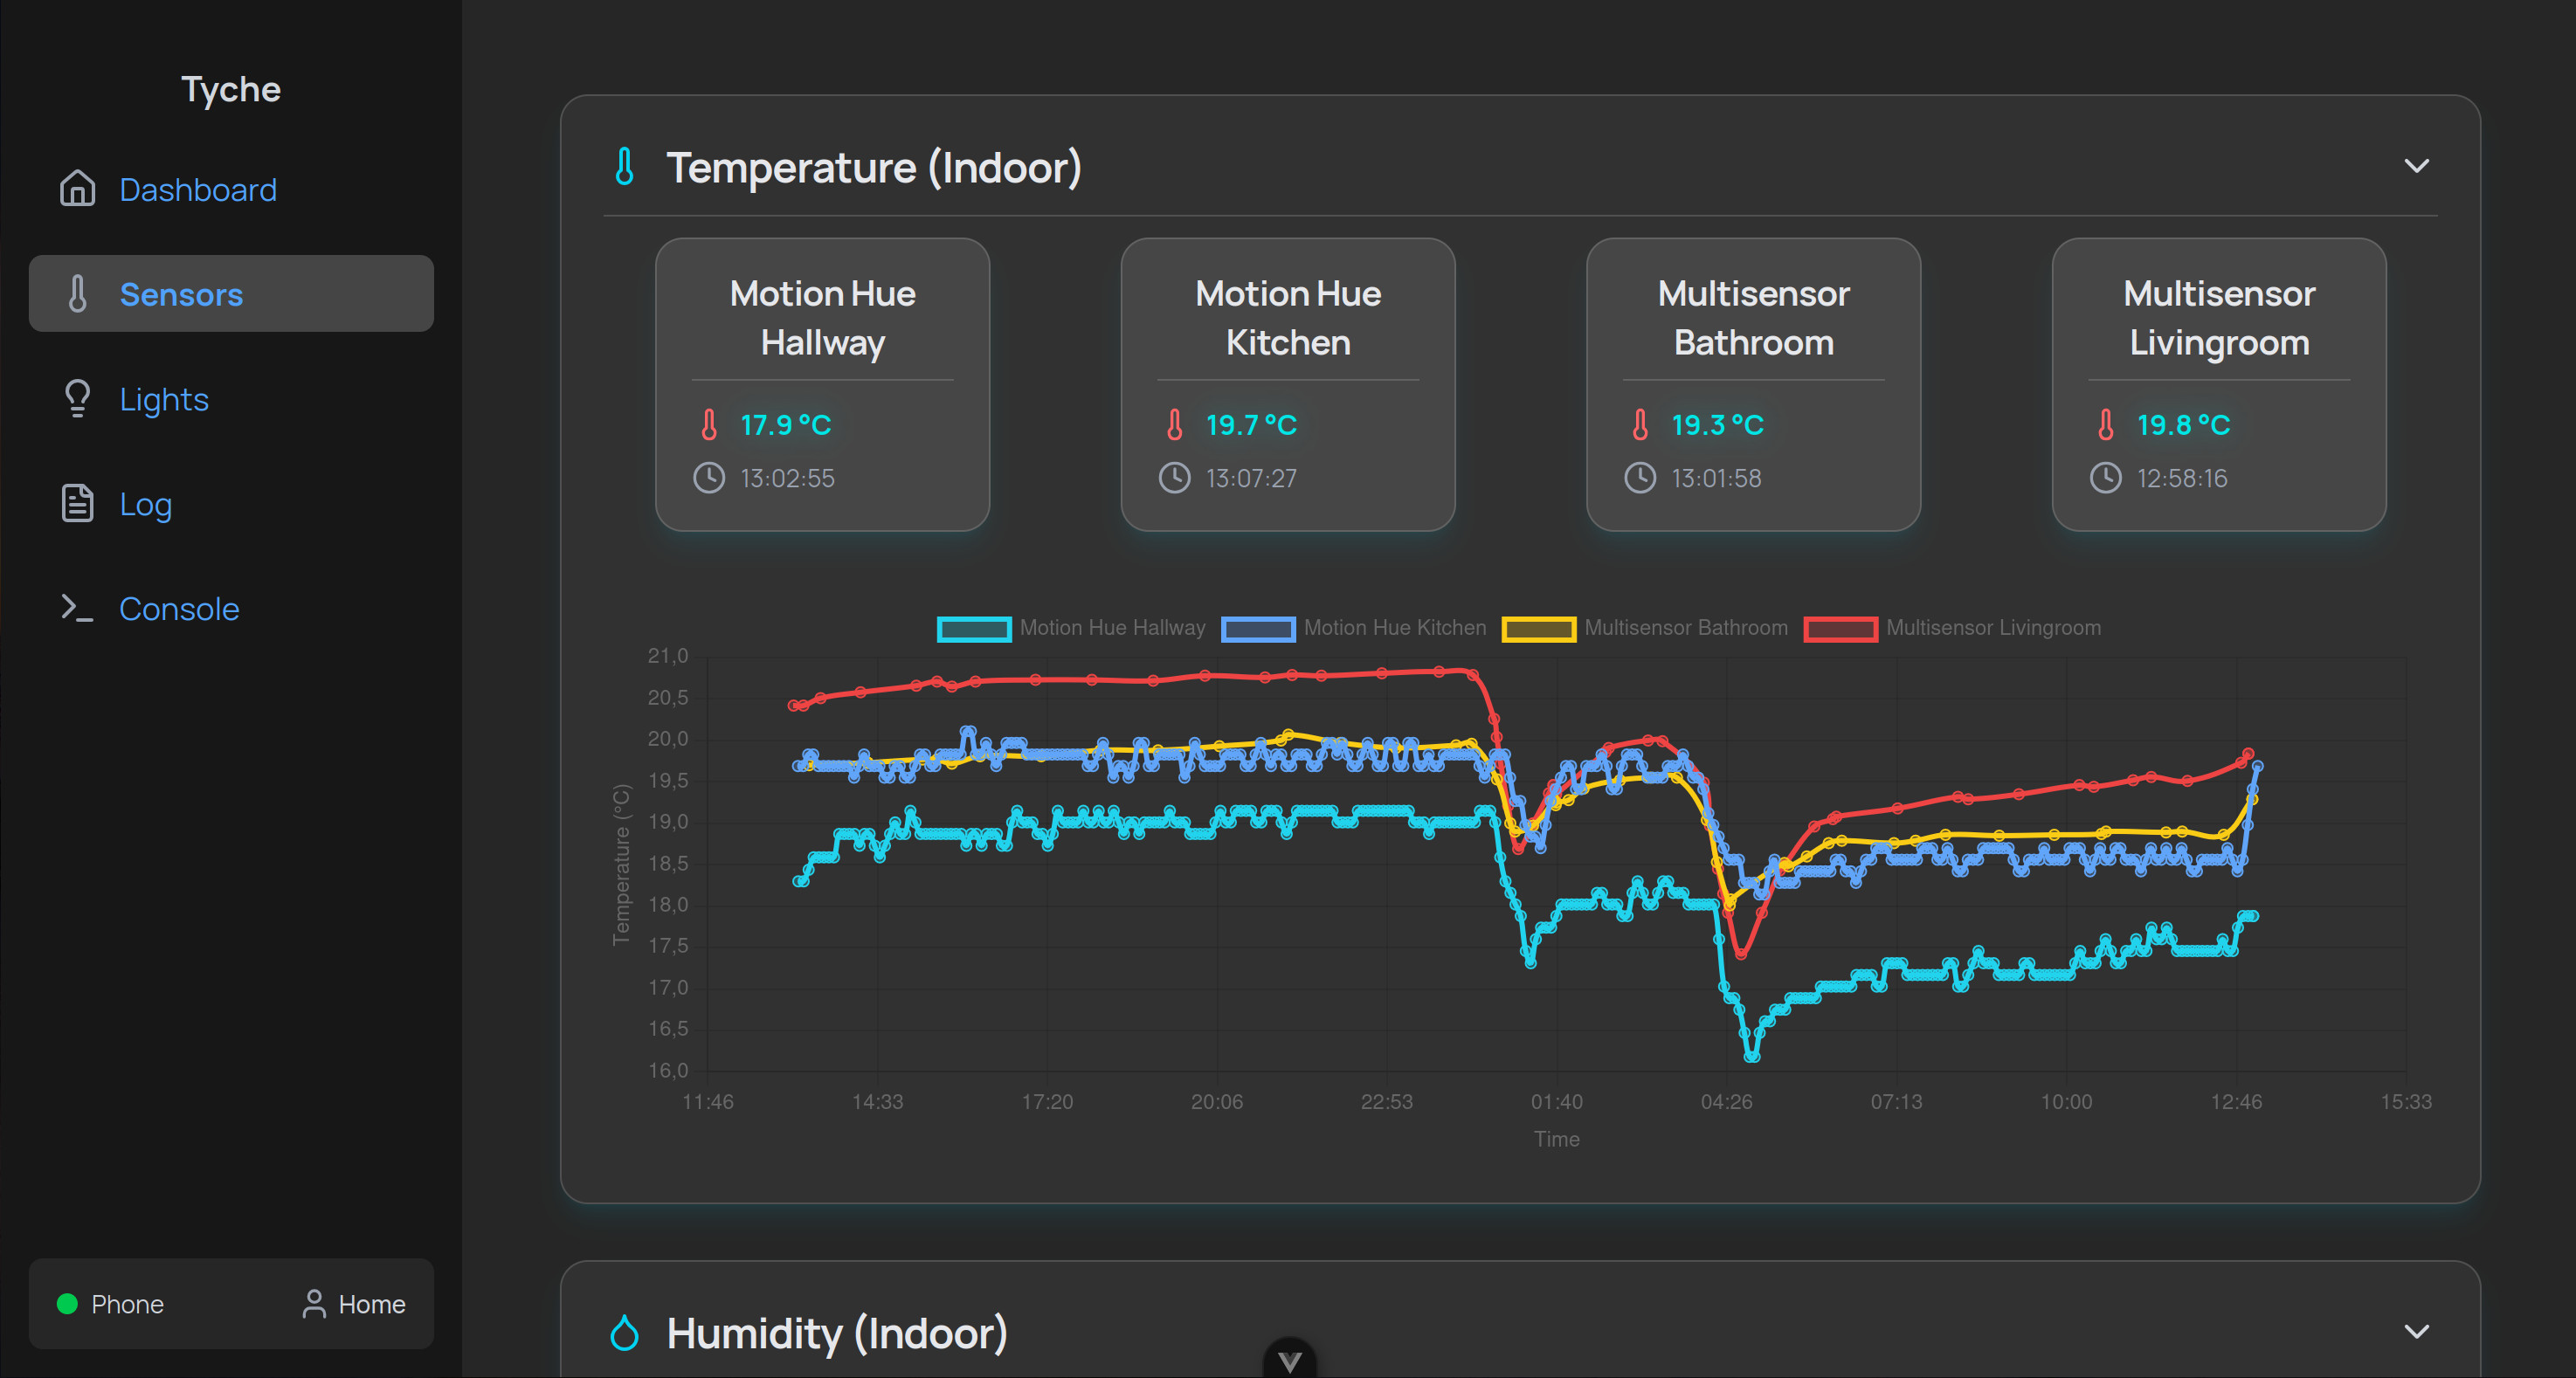 Tyche
Dashboard
Sensors
Lights
Log
Console
Phone
Home
Temperature (Indoor)
Motion Hue
Hallway
17.9 °C
13:02:55
Motion Hue
Kitchen
19.7 °C
13:07:27
Multisensor
Bathroom
19.3 °C
13:01:58
Multisensor
Livingroom
19.8 °C
12:58:16
Motion Hue Hallway
Motion Hue Kitchen
Multisensor Bathroom
Multisensor Livingroom
Temperature (°C)
21,0
20,5
20,0
19,5
19,0
18,5
18,0
17,5
17,0
16,5
16,0
11:46
14:33
17:20
20:06
22:53
01:40
04:26
07:13
10:00
12:46
15:33
Time
Humidity (Indoor)